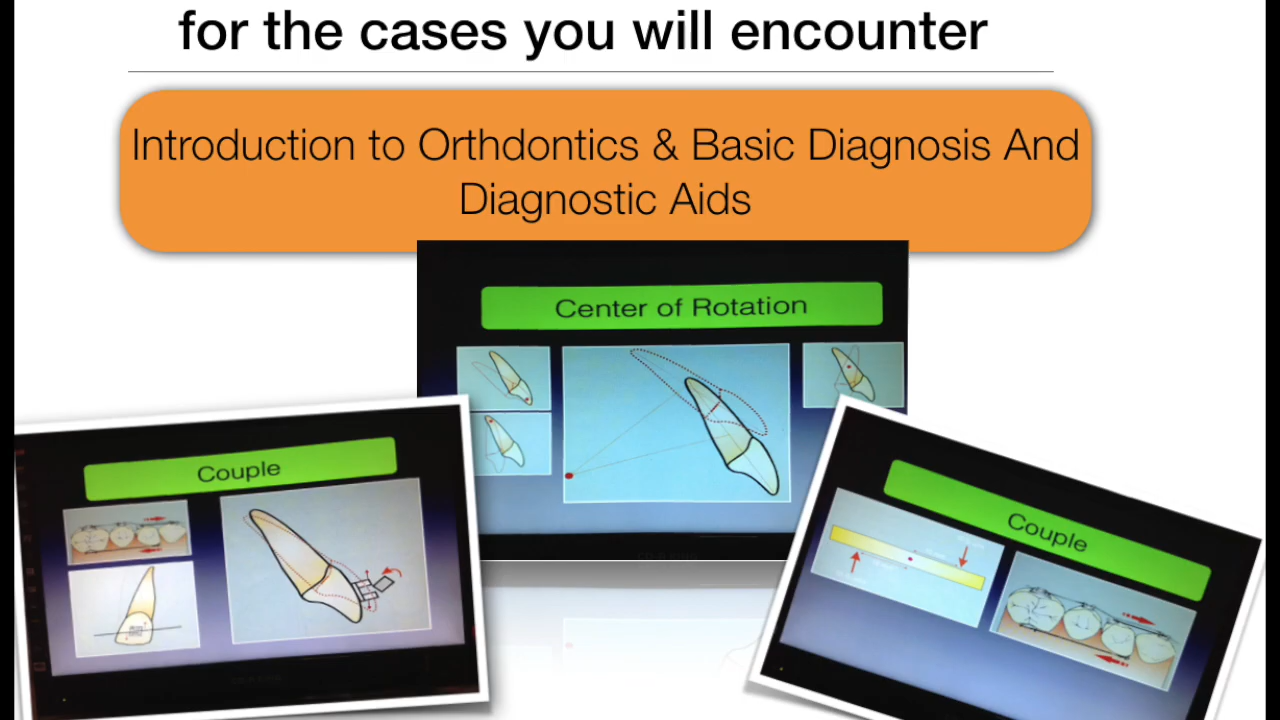 for the cases you will encounter
Introduction to Orthdontics & Basic Diagnosis And
Diagnostic Aids
Center of Rotation
Couple
Couple